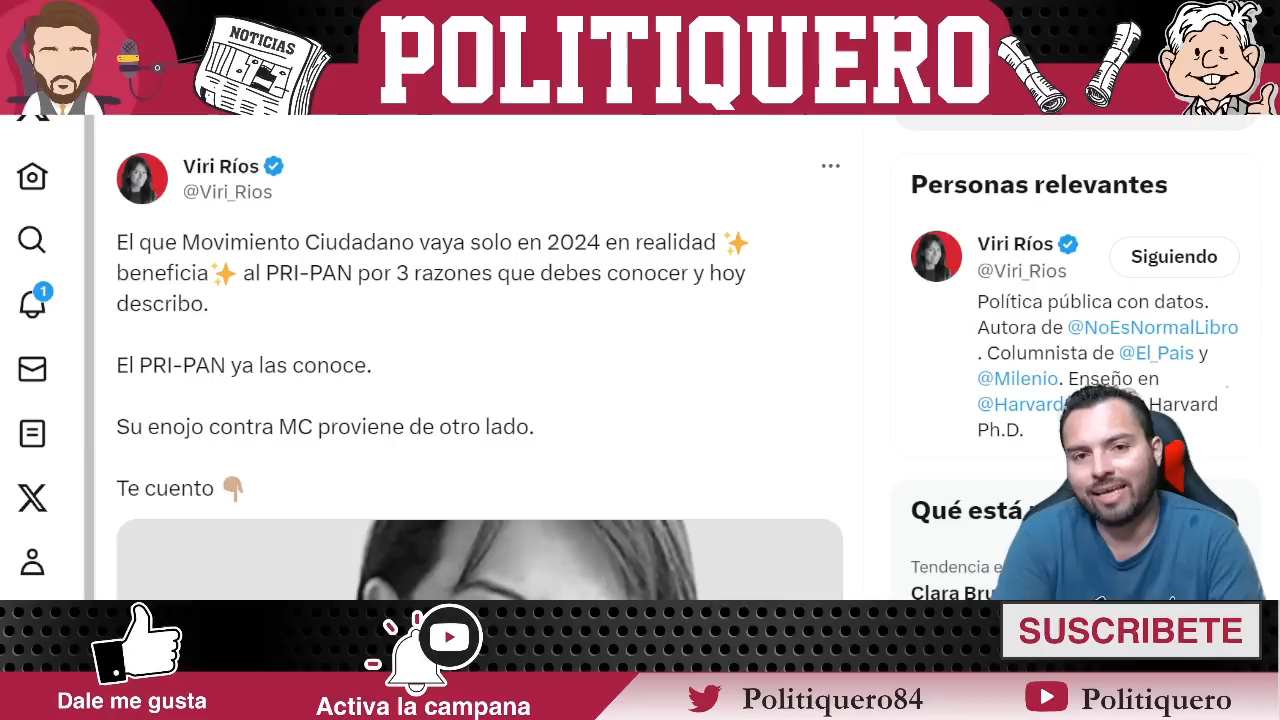 NOTICIAS
POLITIQUERO
Viri Ríos
@Viri_Rios
El que Movimiento Ciudadano vaya solo en 2024 en realidad ✨
beneficia✨ al PRI-PAN por 3 razones que debes conocer y hoy
describo.
El PRI-PAN ya las conoce.
Su enojo contra MC proviene de otro lado.
Te cuento 👇🏼
Personas relevantes
Viri Ríos
@Viri_Rios
Siguiendo
Política pública con datos.
Autora de @NoEsNormalLibro
. Columnista de @El_Pais y
@Milenio. Enseño en
@Harvard Harvard
Ph.D.
Qué está
Tendencia e
Clara Bru
1
SUSCRIBETE
Dale me gusta
Activa la campana
Politiquero84
Politiquero